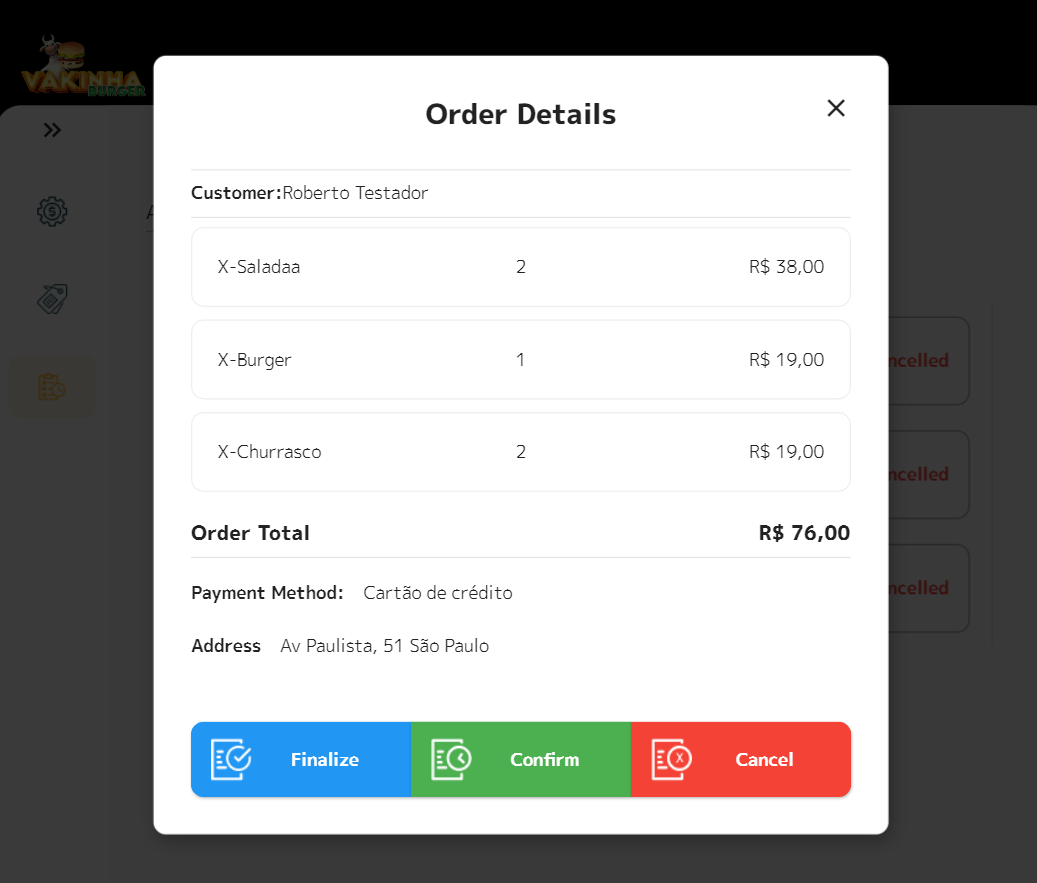 VAKINHA
BURGER
Order Details
Customer:Roberto Testador
X-Saladaa 2 R$ 38,00
X-Burger 1 R$ 19,00
X-Churrasco 2 R$ 19,00
Order Total R$ 76,00
Payment Method: Cartão de crédito
Address Av Paulista, 51 São Paulo
Finalize Confirm Cancel
A
ncelled
ncelled
ncelled